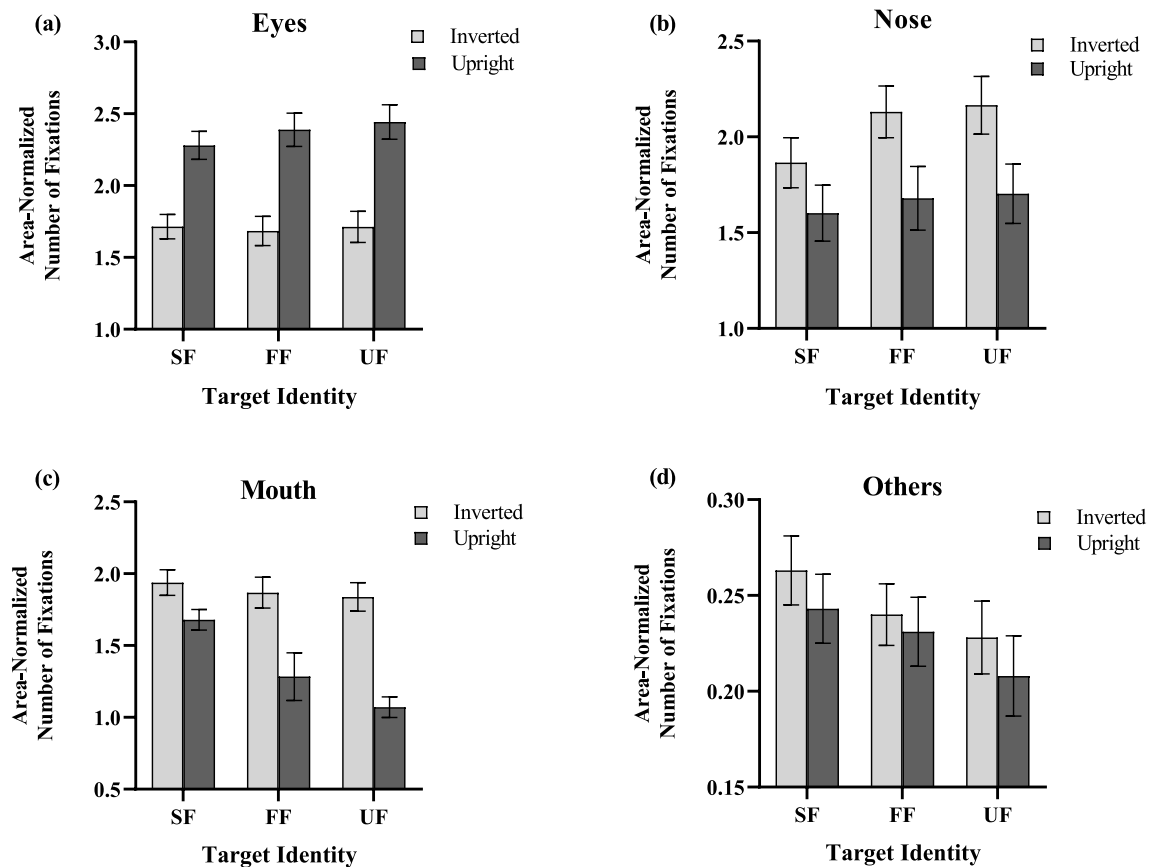 (a)
Eyes
Inverted
Upright
Area-Normalized
Number of Fixations
3.0
2.5
2.0
1.5
1.0
SF FF UF
Target Identity
(b)
Nose
Inverted
Upright
Area-Normalized
Number of Fixations
2.5
2.0
1.5
1.0
SF FF UF
Target Identity
(c)
Mouth
Inverted
Upright
Area-Normalized
Number of Fixations
2.5
2.0
1.5
1.0
0.5
SF FF UF
Target Identity
(d)
Others
Inverted
Upright
Area-Normalized
Number of Fixations
0.30
0.25
0.20
0.15
SF FF UF
Target Identity